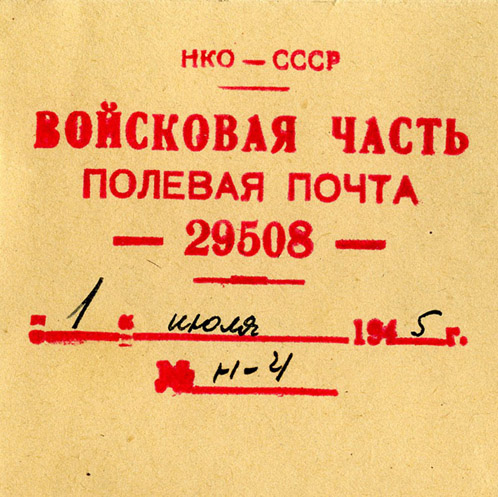 НКО — СССР
ВОЙСКОВАЯ ЧАСТЬ
ПОЛЕВАЯ ПОЧТА
— 29508 —
"1" июля 1945 г.
№ Н-4